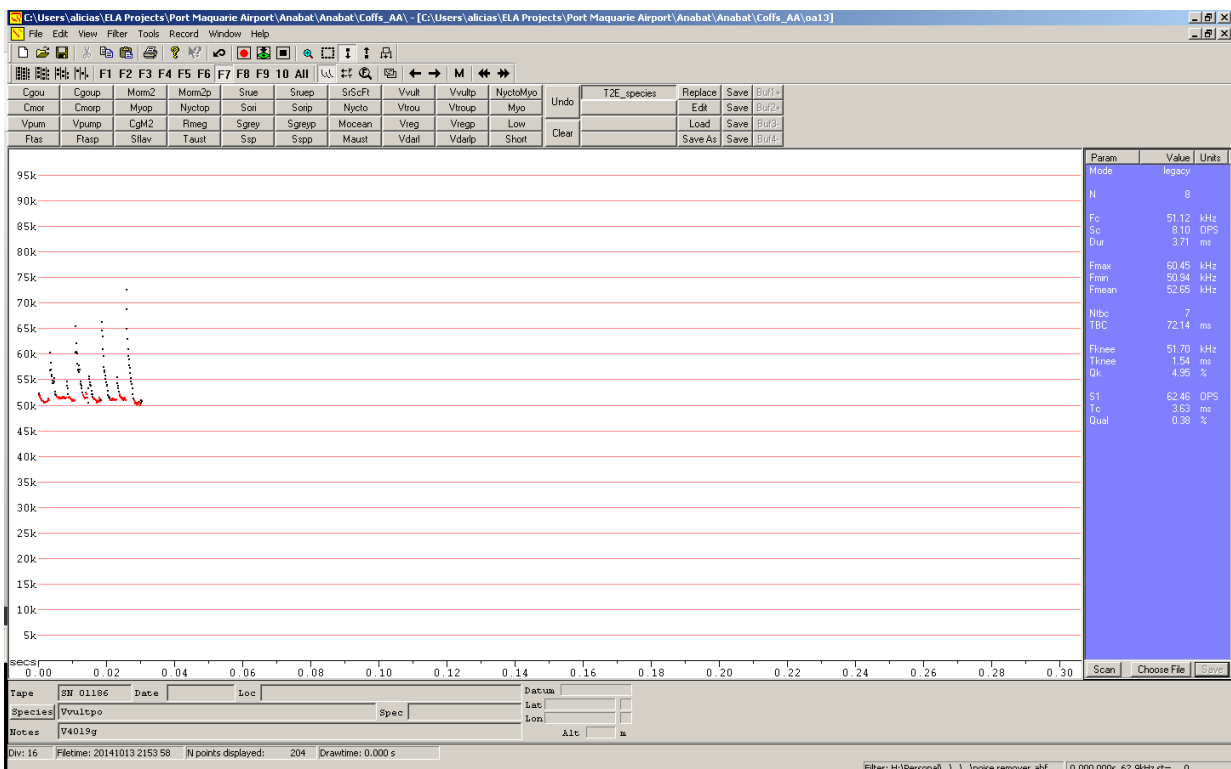 C:\Users\alicias\ELA Projects\Port Maquarie Airport\Anabat\Anabat\Coffs_AA\ - [C:\Users\alicias\ELA Projects\Port Maquarie Airport\Anabat\Anabat\Coffs_AA\oa13]
File Edit View Filter Tools Record Window Help
F1 F2 F3 F4 F5 F6 F7 F8 F9 10 All M
Cgou Cgoup Morm2 Morm2p Srue Sruep SrScFt Vvult Vvultp NyctoMyo Undo T2E_species Replace Save Buf1+
Cmor Cmorp Myop Nyctop Sori Sorip Nycto Vtrou Vtroup Myo Edit Save Buf2+
Vpum Vpump CgM2 Rmeg Sgrey Sgreyp Mocean Vreg Vregp Low Clear Load Save Buf3-
Ftas Ftasp Sflav Taust Ssp Sspp Maust Vdarl Vdarlp Short Save As Save Buf4-
Param Value Units
Mode legacy
N 8
Fc 51.12 kHz
Sc 8.10 OPS
Dur 3.71 ms
Fmax 60.45 kHz
Fmin 50.94 kHz
Fmean 52.65 kHz
Ntbc 7
TBC 72.14 ms
Fknee 51.70 kHz
Tknee 1.54 ms
Qk 4.95 %
S1 62.46 OPS
Tc 3.63 ms
Qual 0.38 %
95k
90k
85k
80k
75k
70k
65k
60k
55k
50k
45k
40k
35k
30k
25k
20k
15k
10k
5k
secs
0.00 0.02 0.04 0.06 0.08 0.10 0.12 0.14 0.16 0.18 0.20 0.22 0.24 0.26 0.28 0.30
Scan Choose File Save
Tape SN 01186 Date Loc Datum
Species Vvultpo Spec Lat
Lon
Notes V4019g Alt m
Div: 16 Filetime: 20141013 2153 58 N points displayed: 204 Drawtime: 0.000 s